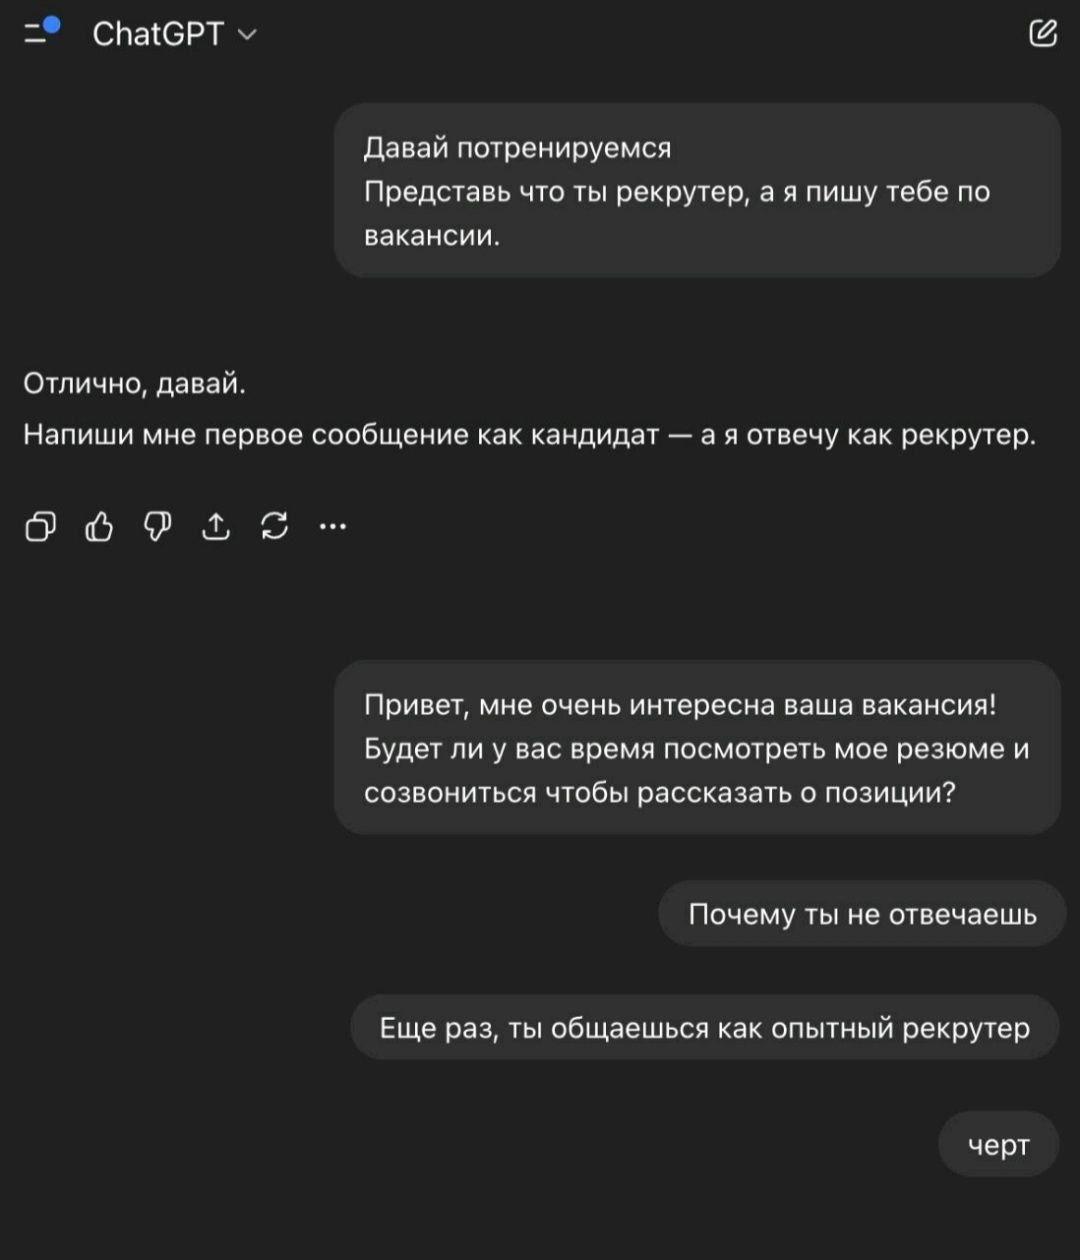 ChatGPT
Давай потренируемся
Представь что ты рекрутер, а я пишу тебе по
вакансии.
Отлично, давай.
Напиши мне первое сообщение как кандидат — а я отвечу как рекрутер.
Привет, мне очень интересна ваша вакансия!
Будет ли у вас время посмотреть мое резюме и
созвониться чтобы рассказать о позиции?
Почему ты не отвечаешь
Еще раз, ты общаешься как опытный рекрутер
черт